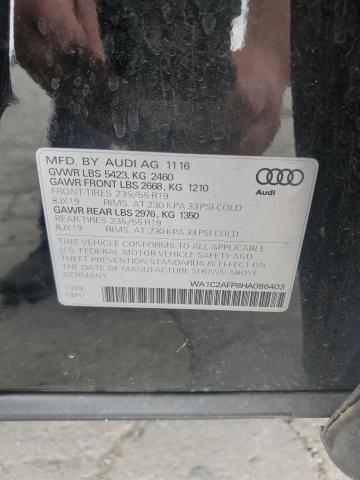 MFD. BY AUDI AG 11 16
GVWR LBS 5423, KG 2460
GAWR FRONT LBS 2668, KG 1210
FRONT TIRES 235/55 R19
8JX19 RIMS. AT 230 KPA 33 PSI COLD
GAWR REAR LBS 2976, KG 1350
REAR TIRES 235/55 R19
8JX19 RIMS. AT 230 KPA 33 PSI COLD
Audi
THIS VEHICLE CONFORMS TO ALL APPLICABLE
U.S. FEDERAL MOTOR VEHICLE SAFETY AND
THEFT PREVENTION STANDARDS IN EFFECT ON
THE DATE OF MANUFACTURE SHOWN ABOVE.
GERMANY
WA1C2AFP8HA086403
TYPE:
MPV